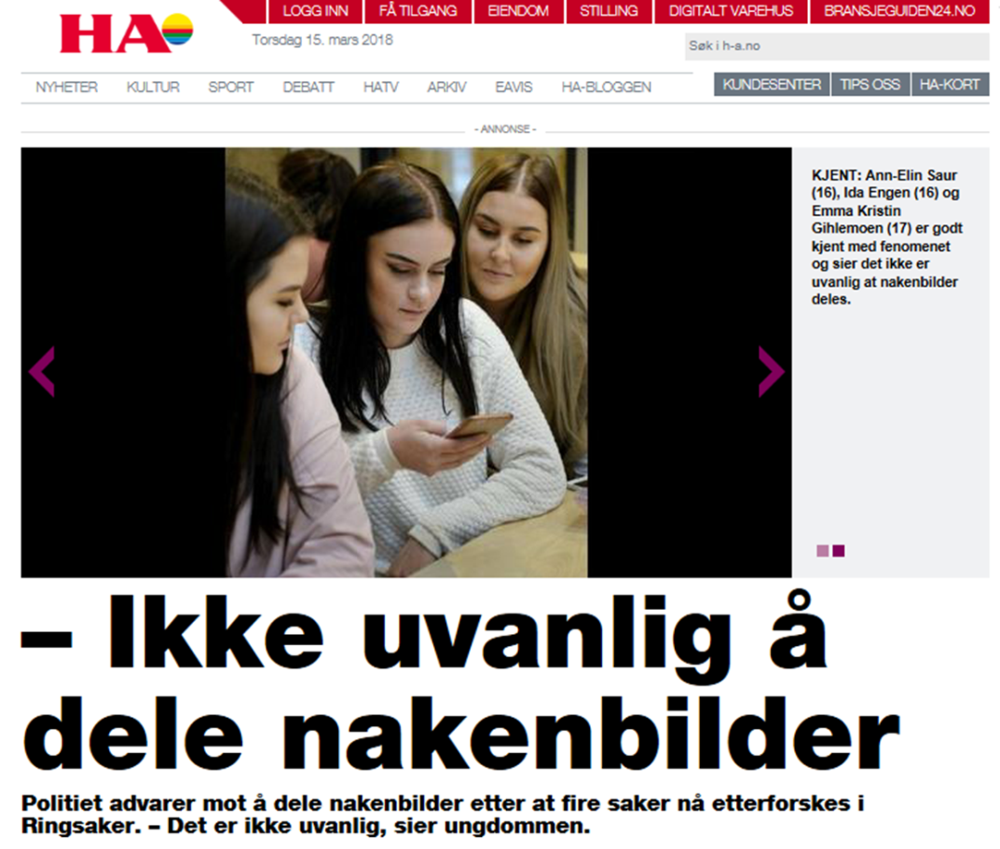 LOGG INN FÅ TILGANG EIENDOM STILLING DIGITALT VAREHUS BRANSJEGUIDEN24.NO
HA
Torsdag 15. mars 2018
Søk i h-a.no
NYHETER KULTUR SPORT DEBATT HATV ARKIV EAVIS HA-BLOGGEN
KUNDESENTER TIPS OSS HA-KORT
- ANNONSE -
KJENT: Ann-Elin Saur
(16), Ida Engen (16) og
Emma Kristin
Gihlemoen (17) er godt
kjent med fenomenet
og sier det ikke er
uvanlig at nakenbilder
deles.
– Ikke uvanlig å
dele nakenbilder
Politiet advarer mot å dele nakenbilder etter at fire saker nå etterforskes i
Ringsaker. – Det er ikke uvanlig, sier ungdommen.